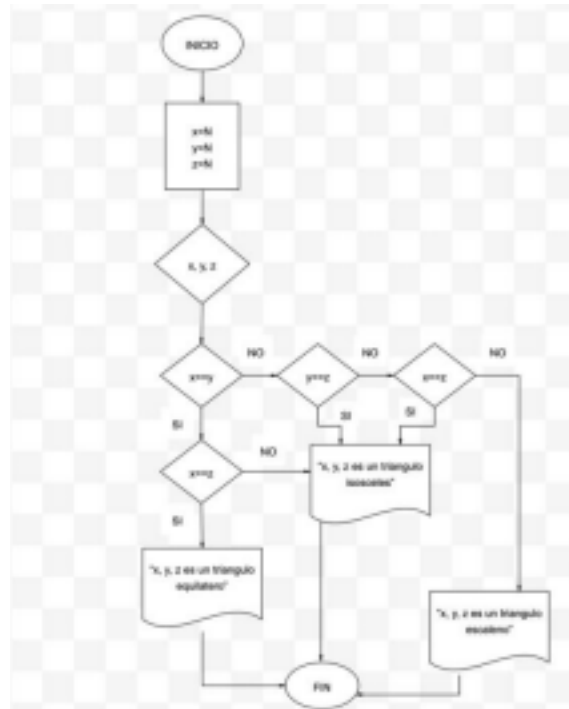 INICIO
x=N
y=N
z=N
x, y, z
x==y
NO
y==z
NO
x==z
NO
SI
SI
SI
x==z
NO
"x, y, z es un triangulo
isosceles"
SI
"x, y, z es un triangulo
equilatero"
"x, y, z es un triangulo
escaleno"
FIN